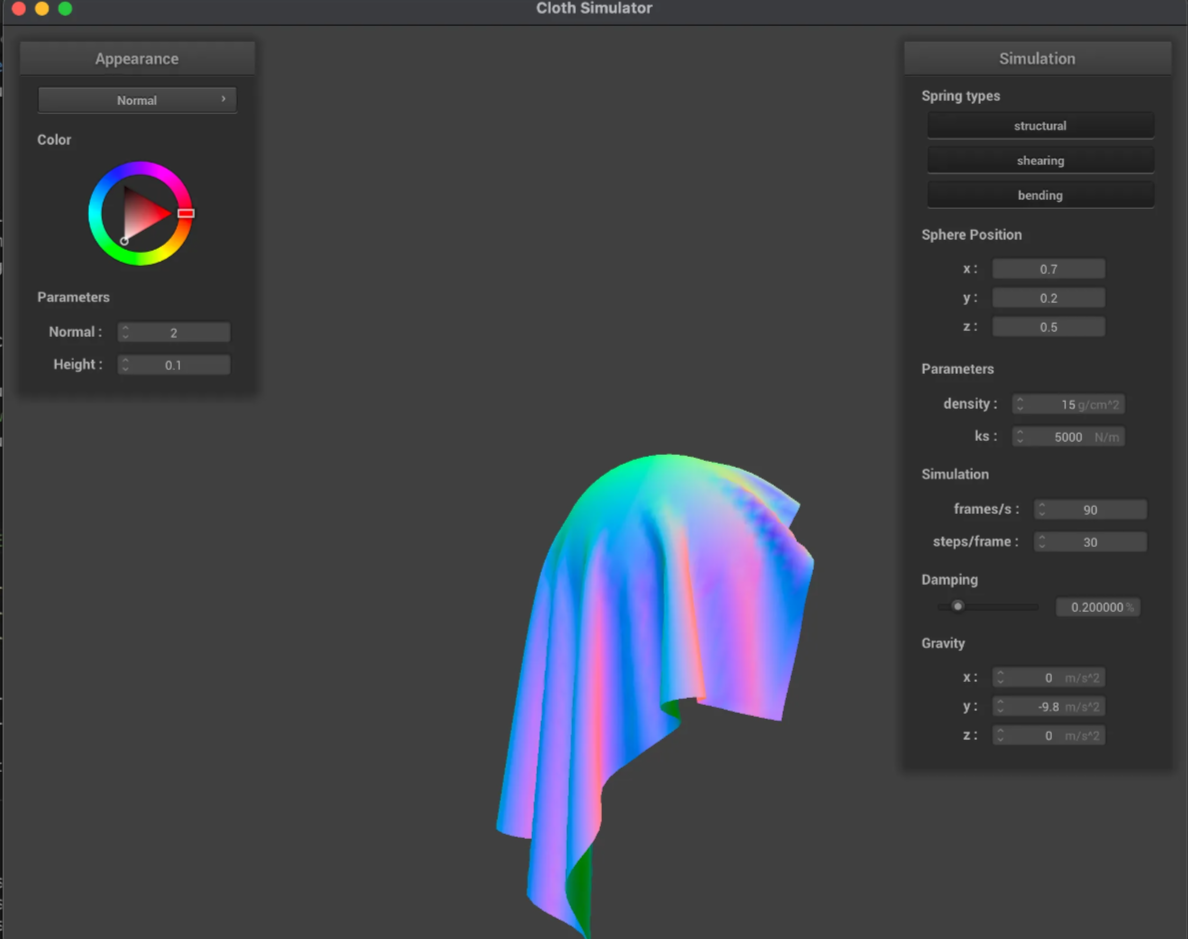 Cloth Simulator
Appearance
Normal
Color
Parameters
Normal : 2
Height : 0.1
Simulation
Spring types
structural
shearing
bending
Sphere Position
x : 0.7
y : 0.2
z : 0.5
Parameters
density : 15 g/cm^2
ks : 5000 N/m
Simulation
frames/s : 90
steps/frame : 30
Damping
0.200000 %
Gravity
x : 0 m/s^2
y : -9.8 m/s^2
z : 0 m/s^2